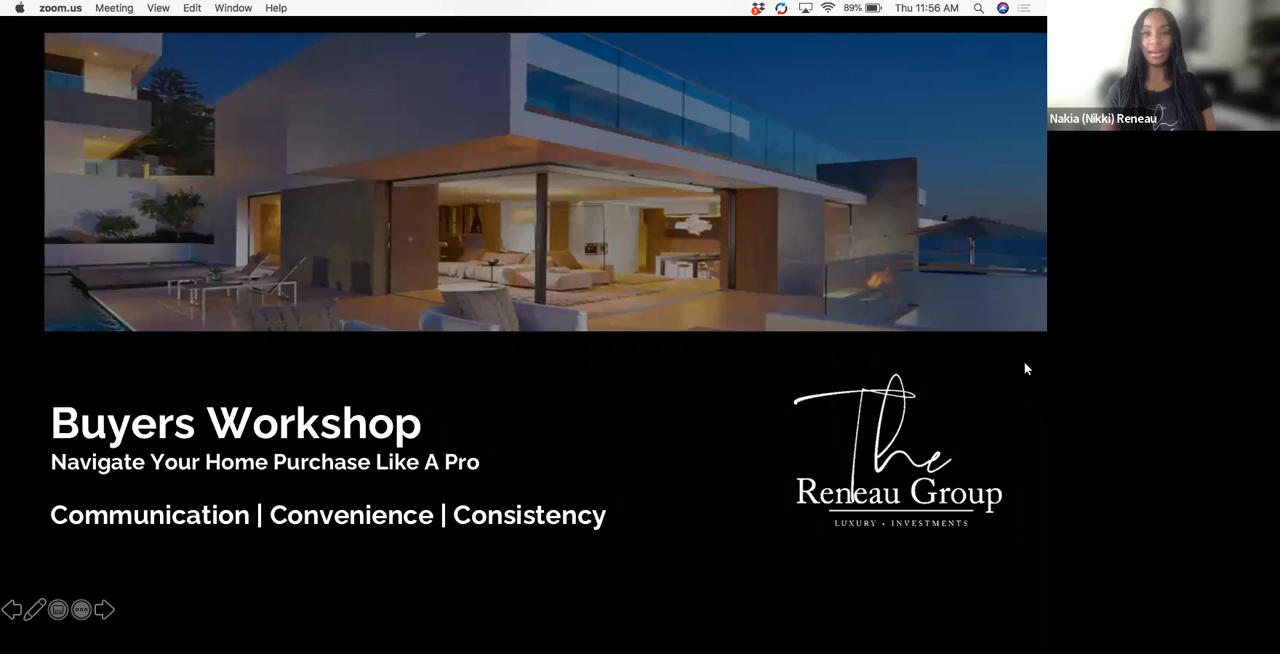 zoom.us Meeting View Edit Window Help 3 89% Thu 11:56 AM
Nakia (Nikki) Reneau
Buyers Workshop
Navigate Your Home Purchase Like A Pro
Communication | Convenience | Consistency
The
Reneau Group
LUXURY • INVESTMENTS